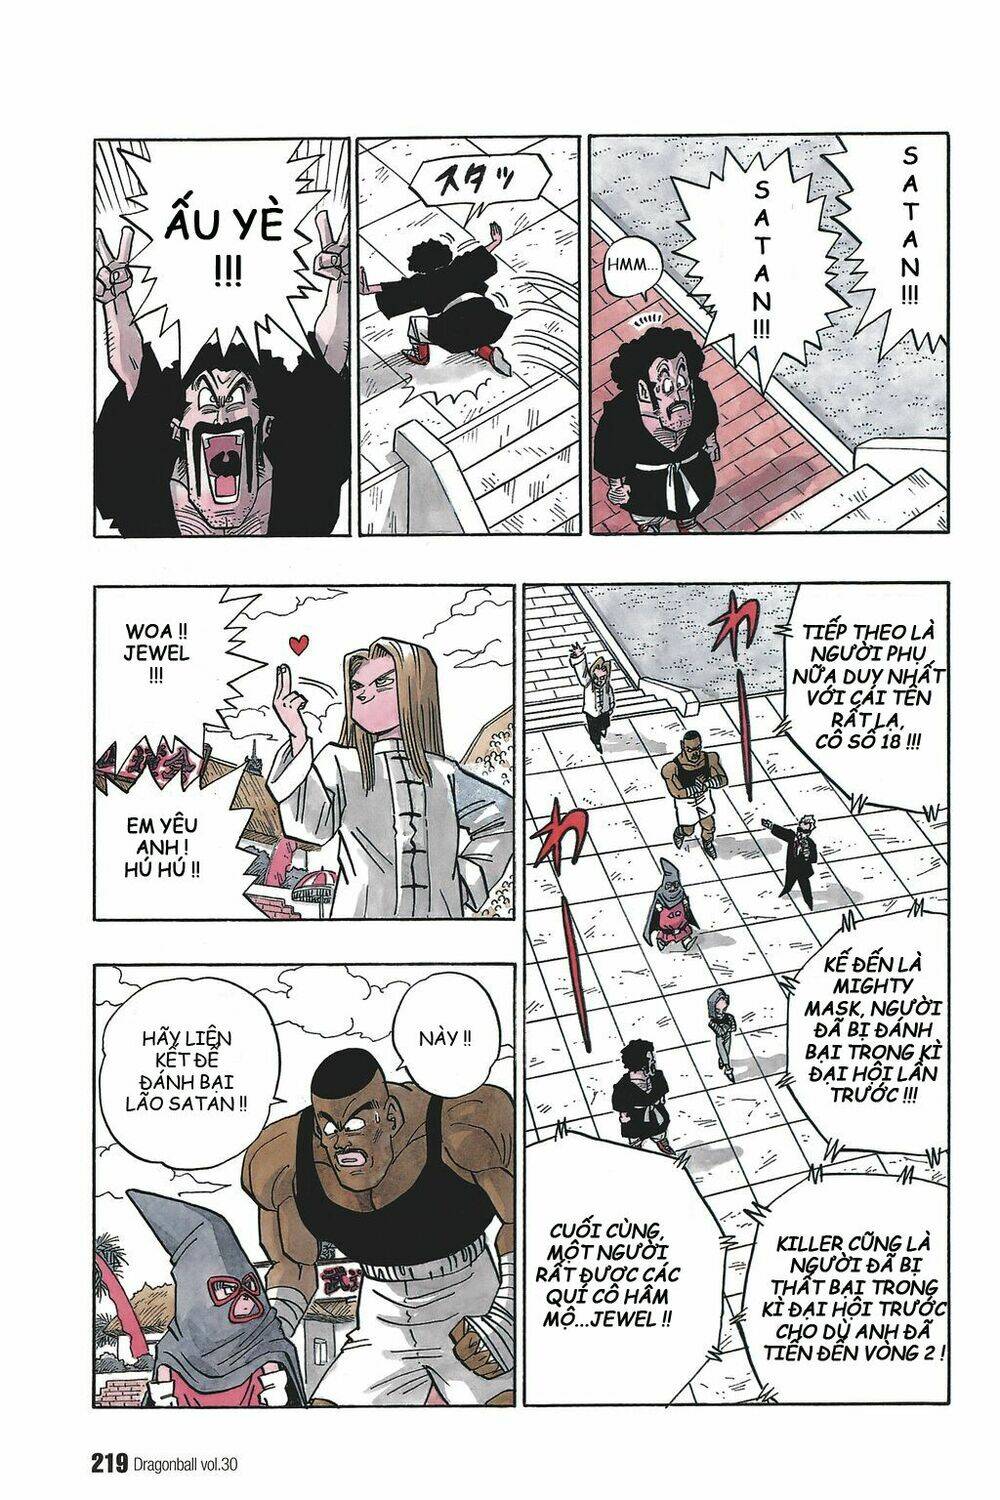 ẤU YÈ
!!!
スタッ
HMM...
SATAN!!!
SATAN!!!
WOA !!
JEWEL
!!!
EM YÊU
ANH !
HÚ HÚ !!
わ
わ
TIẾP THEO LÀ
NGƯỜI PHỤ
NỮA DUY NHẤT
VỚI CÁI TÊN
RẤT LẠ,
CÔ SỐ 18 !!!
KẾ ĐẾN LÀ
MIGHTY
MASK, NGƯỜI
ĐÃ BỊ ĐÁNH
BẠI TRONG KÌ
ĐẠI HỘI LẦN
TRƯỚC !!!
KILLER CŨNG LÀ
NGƯỜI ĐÃ BỊ
THẤT BẠI TRONG
KÌ ĐẠI HỘI TRƯỚC
CHO DÙ ANH ĐÃ
TIẾN ĐẾN VÒNG 2 !
CUỐI CÙNG,
MỘT NGƯỜI
RẤT ĐƯỢC CÁC
QUÍ CÔ HÂM
MỘ...JEWEL !!
NÀY !!
HÃY LIÊN
KẾT ĐỂ
ĐÁNH BẠI
LÃO SATAN !!
武
219 Dragonball vol.30